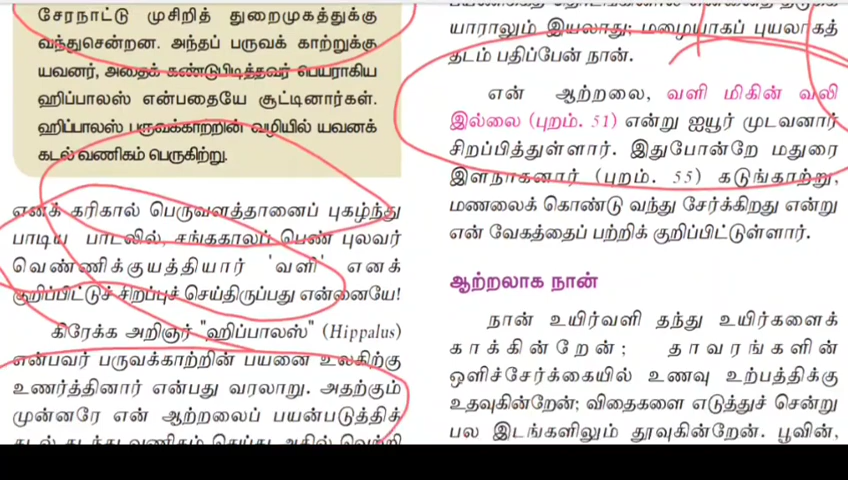 சேரநாட்டு முசிறித் துறைமுகத்துக்கு
வந்துசென்றன. அந்தப் பருவக் காற்றுக்கு
யவனர், அதைக் கண்டுபிடித்தவர் பெயராகிய
ஹிப்பாலஸ் என்பதையே சூட்டினார்கள்.
ஹிப்பாலஸ் பருவக்காற்றின் வழியில் யவனக்
கடல் வணிகம் பெருகிற்று.
எனக் கரிகால் பெருவளத்தானைப் புகழ்ந்து
பாடிய பாடலில், சங்ககாலப் பெண் புலவர்
வெண்ணிக்குயத்தியார் 'வளி' எனக்
குறிப்பிட்டுச் சிறப்புச் செய்திருப்பது என்னையே!
கிரேக்க அறிஞர் "ஹிப்பாலஸ்" (Hippalus)
என்பவர் பருவக்காற்றின் பயனை உலகிற்கு
உணர்த்தினார் என்பது வரலாறு. அதற்கும்
முன்னரே என் ஆற்றலைப் பயன்படுத்திக்
கடல் கடந்து வணிகம் செய்து அதில் வெற்றி
யாராலும் இயலாது; மழையாகப் புயலாகத்
தடம் பதிப்பேன் நான்.
என் ஆற்றலை, வளி மிகின் வலி
இல்லை (புறம். 51) என்று ஐயூர் முடவனார்
சிறப்பித்துள்ளார். இதுபோன்றே மதுரை
இளநாகனார் (புறம். 55) கடுங்காற்று,
மணலைக் கொண்டு வந்து சேர்க்கிறது என்று
என் வேகத்தைப் பற்றிக் குறிப்பிட்டுள்ளார்.
ஆற்றலாக நான்
நான் உயிர்வளி தந்து உயிர்களைக்
காக்கின்றேன்; தாவரங்களின்
ஒளிச்சேர்க்கையில் உணவு உற்பத்திக்கு
உதவுகின்றேன்; விதைகளை எடுத்துச் சென்று
பல இடங்களிலும் தூவுகின்றேன். பூவின்,